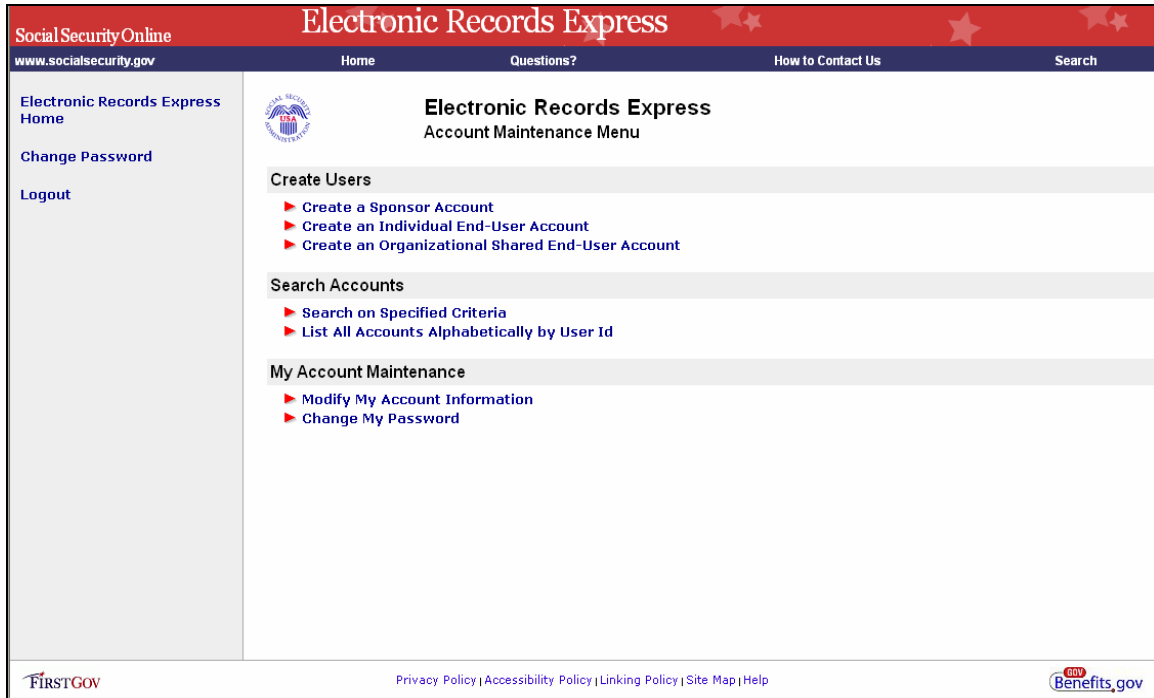 Social Security Online
Electronic Records Express
www.socialsecurity.gov
Home
Questions?
How to Contact Us
Search
Electronic Records Express
Home
Change Password
Logout
SOCIAL SECURITY ADMINISTRATION
USA
Electronic Records Express
Account Maintenance Menu
Create Users
Create a Sponsor Account
Create an Individual End-User Account
Create an Organizational Shared End-User Account
Search Accounts
Search on Specified Criteria
List All Accounts Alphabetically by User Id
My Account Maintenance
Modify My Account Information
Change My Password
FIRSTGOV
Privacy Policy | Accessibility Policy | Linking Policy | Site Map | Help
GOV
Benefits.gov